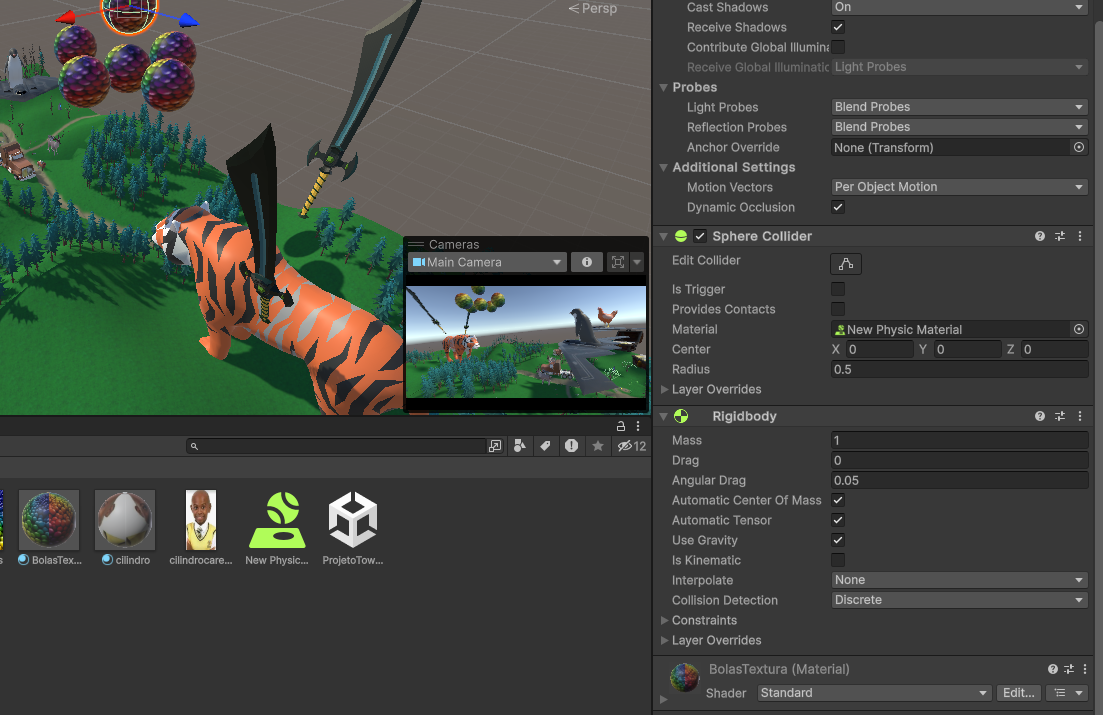 Persp
Cameras
Main Camera
12
BolasTex...
cilindro
cilindrocare...
New Physic...
ProjetoTow...
Cast Shadows On
Receive Shadows
Contribute Global Illumina
Receive Global Illuminatic Light Probes
Probes
Light Probes Blend Probes
Reflection Probes Blend Probes
Anchor Override None (Transform)
Additional Settings
Motion Vectors Per Object Motion
Dynamic Occlusion
Sphere Collider
Edit Collider
Is Trigger
Provides Contacts
Material New Physic Material
Center X 0 Y 0 Z 0
Radius 0.5
Layer Overrides
Rigidbody
Mass 1
Drag 0
Angular Drag 0.05
Automatic Center Of Mass
Automatic Tensor
Use Gravity
Is Kinematic
Interpolate None
Collision Detection Discrete
Constraints
Layer Overrides
BolasTextura (Material)
Shader Standard Edit...